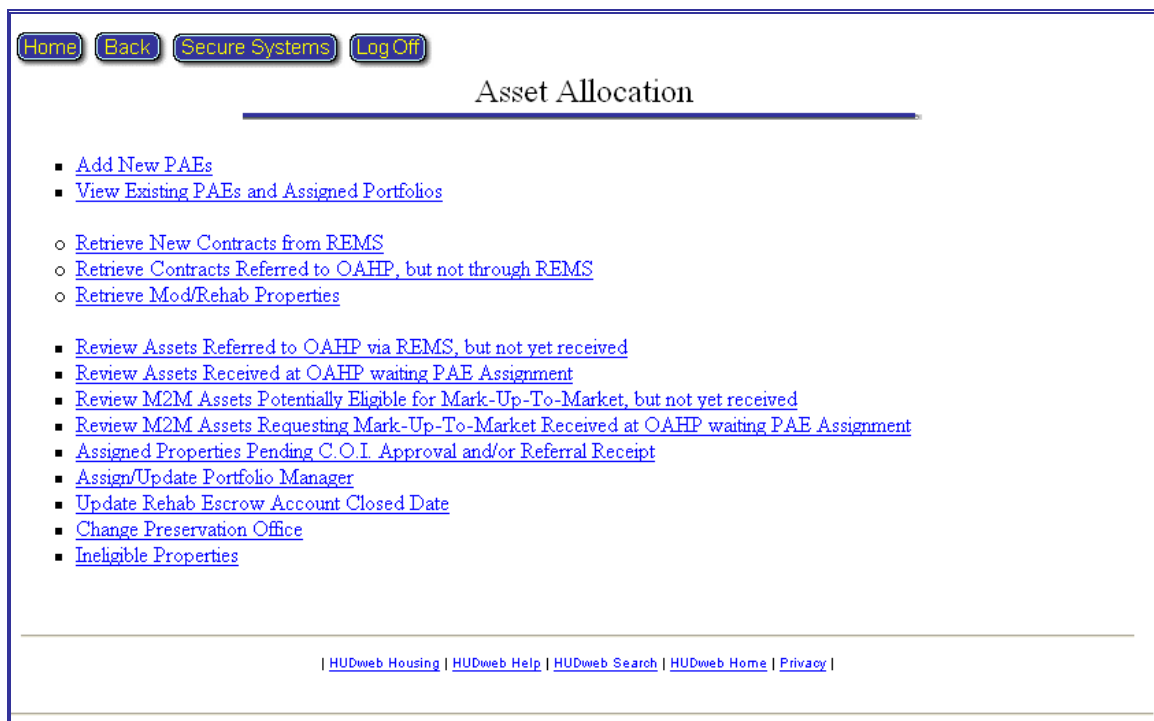 Home Back Secure Systems Log Off
Asset Allocation
Add New PAEs
View Existing PAEs and Assigned Portfolios
Retrieve New Contracts from REMS
Retrieve Contracts Referred to OAHP, but not through REMS
Retrieve Mod/Rehab Properties
Review Assets Referred to OAHP via REMS, but not yet received
Review Assets Received at OAHP waiting PAE Assignment
Review M2M Assets Potentially Eligible for Mark-Up-To-Market, but not yet received
Review M2M Assets Requesting Mark-Up-To-Market Received at OAHP waiting PAE Assignment
Assigned Properties Pending C.O.I. Approval and/or Referral Receipt
Assign/Update Portfolio Manager
Update Rehab Escrow Account Closed Date
Change Preservation Office
Ineligible Properties
| HUDweb Housing | HUDweb Help | HUDweb Search | HUDweb Home | Privacy |